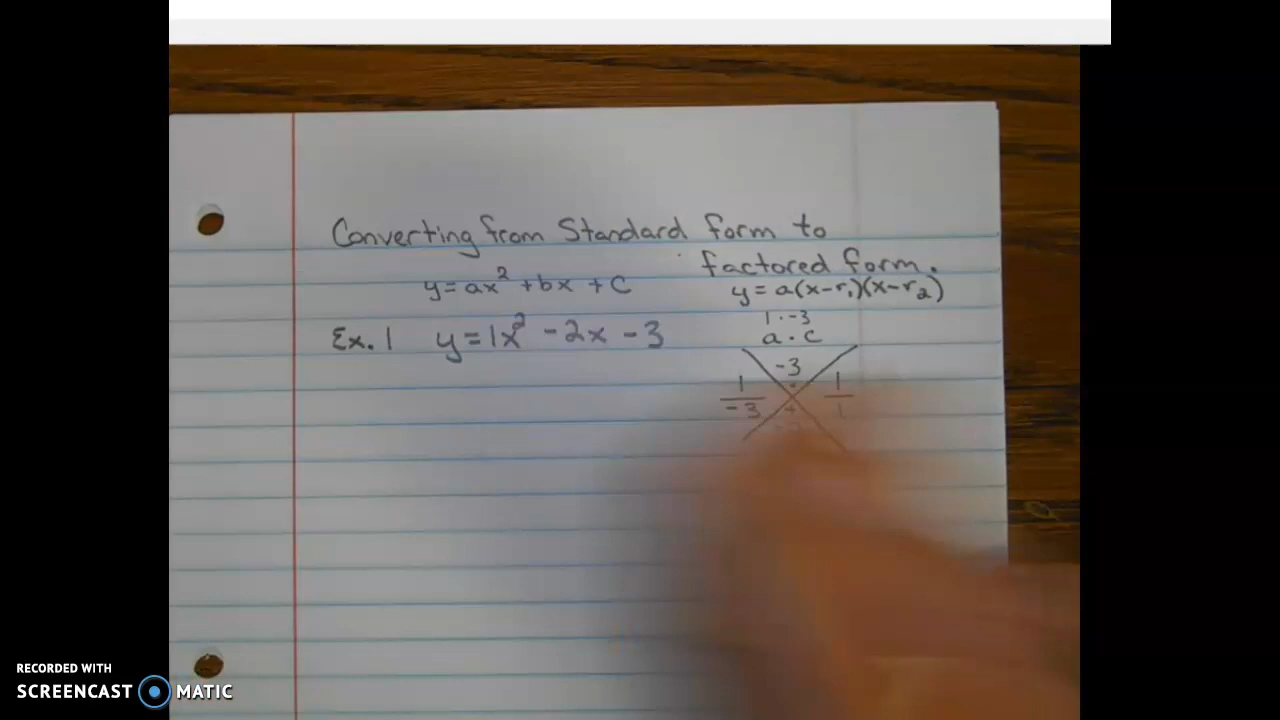 Converting from Standard form to
factored form.
y = ax² + bx + c
y = a(x-r₁)(x-r₂)
Ex. 1 y = 1x² - 2x - 3
1 · -3
a · c
-3
1 · 1
-3 + 1
RECORDED WITH
SCREENCAST MATIC